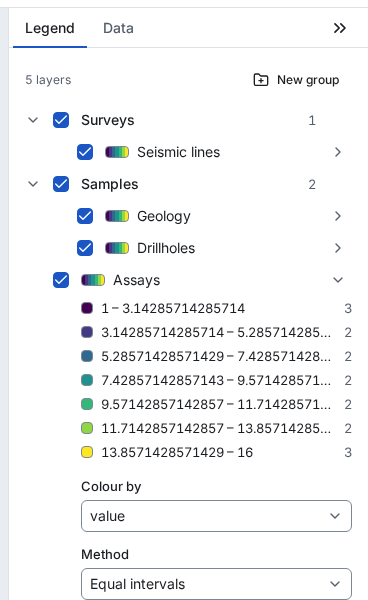 Legend Data
5 layers New group
Surveys 1
Seismic lines
Samples 2
Geology
Drillholes
Assays
1 – 3.14285714285714 3
3.14285714285714 – 5.285714285... 2
5.28571428571429 – 7.428571428... 2
7.42857142857143 – 9.571428571... 2
9.57142857142857 – 11.71428571... 2
11.7142857142857 – 13.85714285... 2
13.8571428571429 – 16 3
Colour by
value
Method
Equal intervals